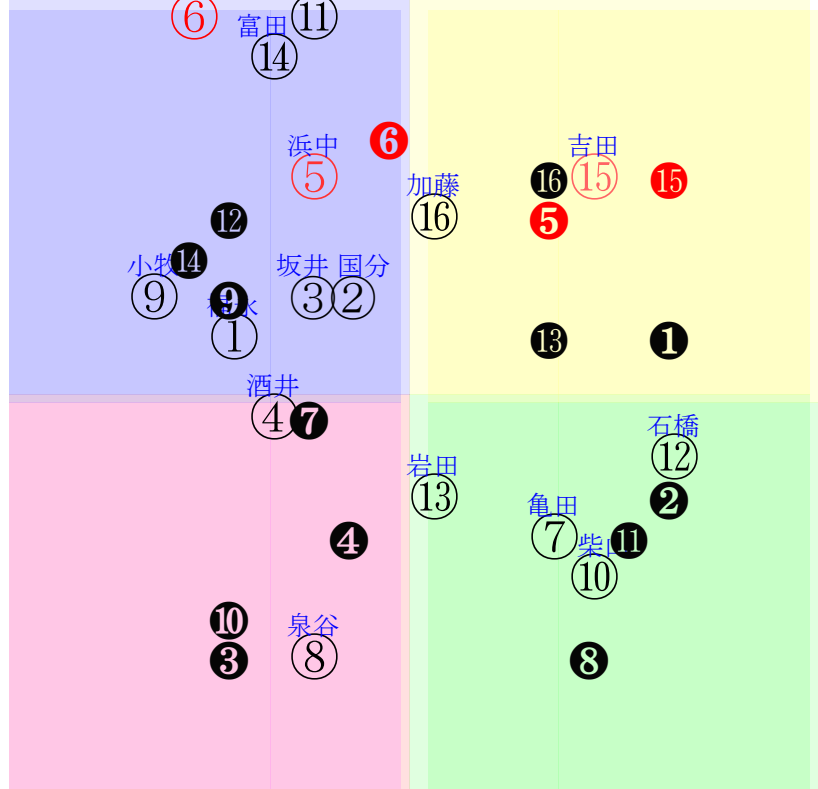 ⑥ ⑪
富田
⑭
❻
浜中 吉田
⑤ ⓰ ⑮ ⓯
加藤
⑯
⓬ ❺
小牧 ⓮ 坂井 国分
⑨ ❾ ③ ②
①
⓭ ❶
酒井
④ ❼
石橋
⑫
岩田
⑬ ❷
亀田
⑦ ⓫
❹
⑩
❿
泉谷
⑧
❸ ❽